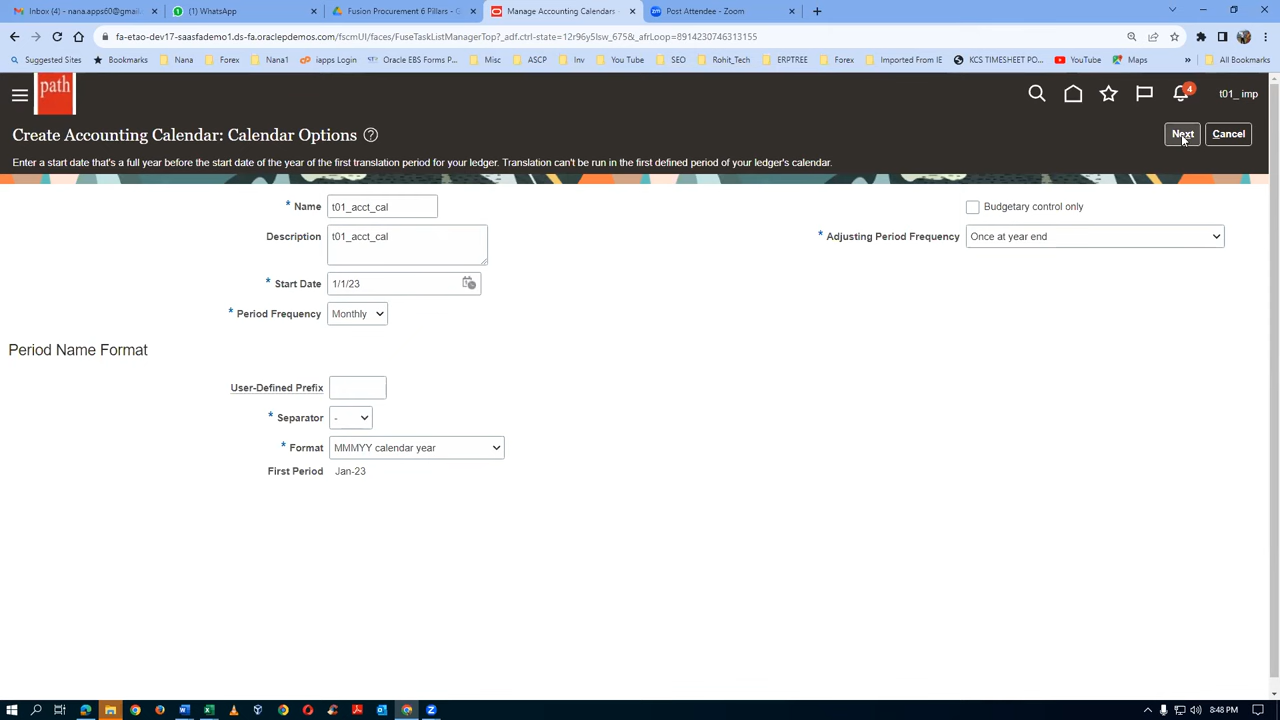 Inbox (4) - nana.apps60@gmail.
(1) WhatsApp
Fusion Procurement 6 Pillars - G
Manage Accounting Calendars -
Post Attendee - Zoom
fa-etao-dev17-saasfademo1.ds-fa.oraclepdemos.com/fscmUI/faces/FuseTaskListManagerTop?_adf.ctrl-state=12r96y5lsw_675&_afrLoop=8914230746313155
Suggested Sites
Bookmarks
Nana
Forex
Nana1
iapps Login
Oracle EBS Forms P...
Misc
ASCP
Inv
You Tube
SEO
Rohit_Tech
ERPTREE
Forex
Imported From IE
KCS TIMESHEET PO...
YouTube
Maps
»
All Bookmarks
path
4
t01_ imp
Create Accounting Calendar: Calendar Options ?
Next
Cancel
Enter a start date that's a full year before the start date of the year of the first translation period for your ledger. Translation can't be run in the first defined period of your ledger's calendar.
* Name t01_acct_cal
Budgetary control only
Description t01_acct_cal
* Adjusting Period Frequency Once at year end
* Start Date 1/1/23
* Period Frequency Monthly
Period Name Format
User-Defined Prefix
* Separator -
* Format MMMYY calendar year
First Period Jan-23
8:48 PM